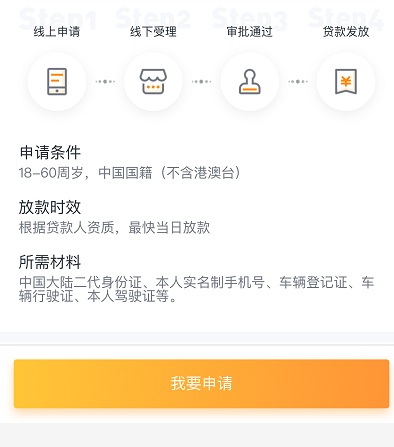 Step1 Step2 Step3 Step4
线上申请 线下受理 审批通过 贷款发放
申请条件
18-60周岁，中国国籍（不含港澳台）
放款时效
根据贷款人资质，最快当日放款
所需材料
中国大陆二代身份证、本人实名制手机号、车辆登记证、车
辆行驶证、本人驾驶证等。
我要申请